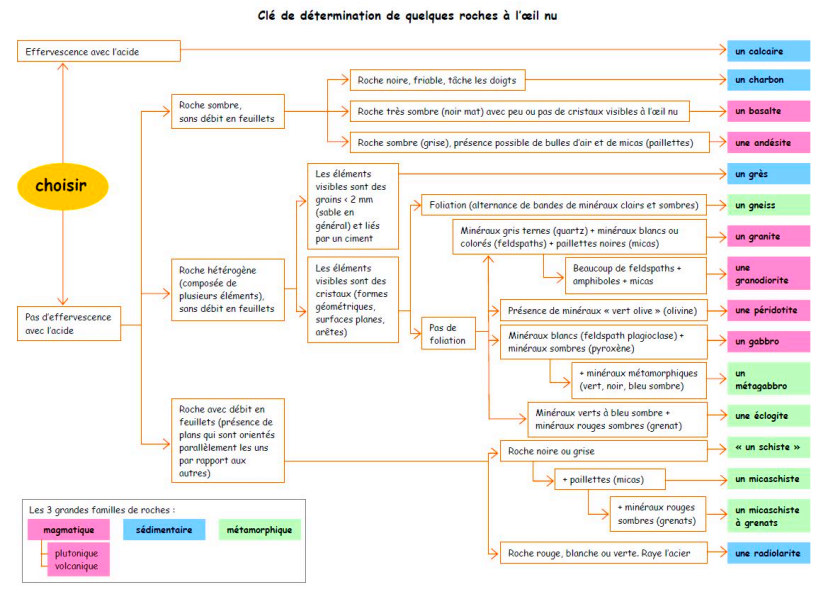 Clé de détermination de quelques roches à l'œil nu
Effervescence avec l'acide
un calcaire
Roche noire, friable, tâche les doigts
un charbon
Roche sombre,
sans débit en feuillets
Roche très sombre (noir mat) avec peu ou pas de cristaux visibles à l'œil nu
un basalte
Roche sombre (grise), présence possible de bulles d'air et de micas (paillettes)
une andésite
choisir
Les éléments
visibles sont des
grains < 2 mm
(sable en
général) et liés
par un ciment
un grès
Foliation (alternance de bandes de minéraux clairs et sombres)
un gneiss
Minéraux gris ternes (quartz) + minéraux blancs ou
colorés (feldspaths) + paillettes noires (micas)
un granite
Roche hétérogène
(composée de
plusieurs éléments),
sans débit en feuillets
Les éléments
visibles sont des
cristaux (formes
géométriques,
surfaces planes,
arêtes)
Beaucoup de feldspaths +
amphiboles + micas
une
granodiorite
Pas d'effervescence
avec l'acide
Pas de
foliation
Présence de minéraux « vert olive » (olivine)
une péridotite
Minéraux blancs (feldspath plagioclase) +
minéraux sombres (pyroxène)
un gabbro
+ minéraux métamorphiques
(vert, noir, bleu sombre)
un
métagabbro
Minéraux verts à bleu sombre +
minéraux rouges sombres (grenat)
une éclogite
Roche avec débit en
feuillets (présence de
plans qui sont orientés
parallèlement les uns
par rapport aux
autres)
Roche noire ou grise
« un schiste »
+ paillettes (micas)
un micaschiste
+ minéraux rouges
sombres (grenats)
un micaschiste
à grenats
Roche rouge, blanche ou verte. Raye l'acier
une radiolarite
Les 3 grandes familles de roches :
magmatique
sédimentaire
métamorphique
plutonique
volcanique